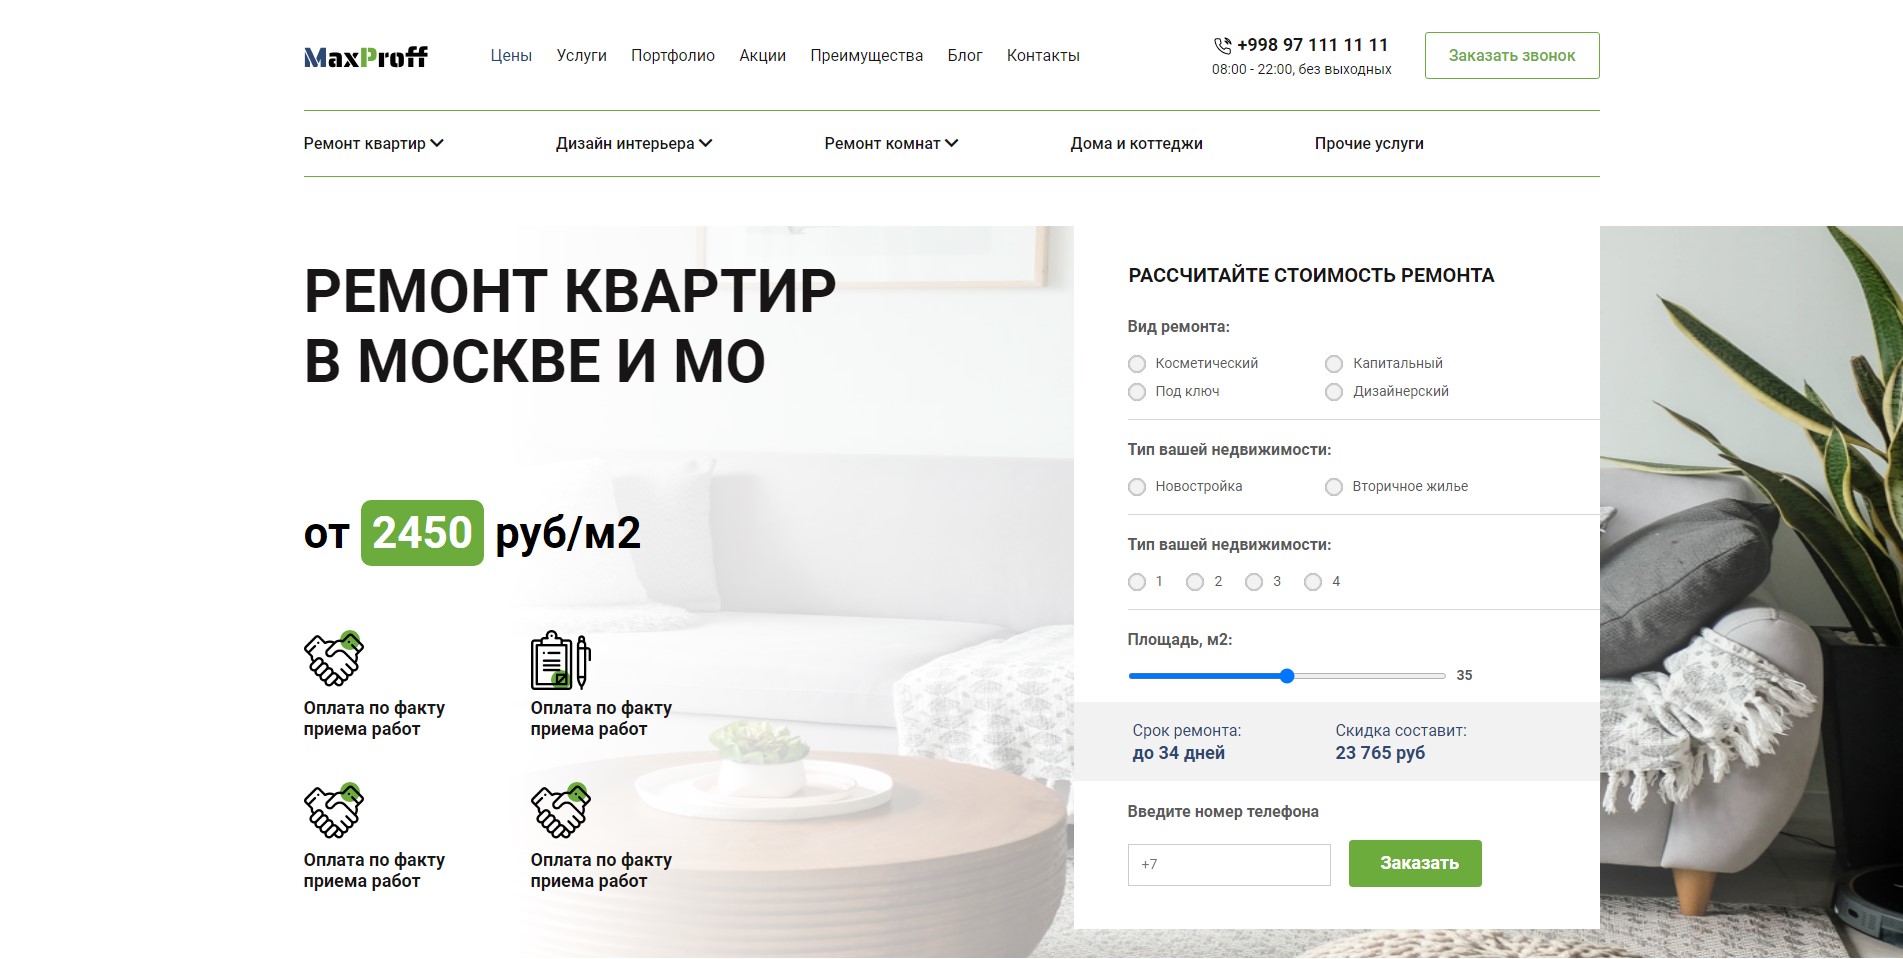 MaxProff
Цены Услуги Портфолио Акции Преимущества Блог Контакты
+998 97 111 11 11
08:00 - 22:00, без выходных
Заказать звонок
Ремонт квартир Дизайн интерьера Ремонт комнат Дома и коттеджи Прочие услуги
РЕМОНТ КВАРТИР
В МОСКВЕ И МО
от 2450 руб/м2
Оплата по факту
приема работ
Оплата по факту
приема работ
Оплата по факту
приема работ
Оплата по факту
приема работ
РАССЧИТАЙТЕ СТОИМОСТЬ РЕМОНТА
Вид ремонта:
Косметический Капитальный
Под ключ Дизайнерский
Тип вашей недвижимости:
Новостройка Вторичное жилье
Тип вашей недвижимости:
1 2 3 4
Площадь, м2:
35
Срок ремонта:
до 34 дней
Скидка составит:
23 765 руб
Введите номер телефона
+7
Заказать